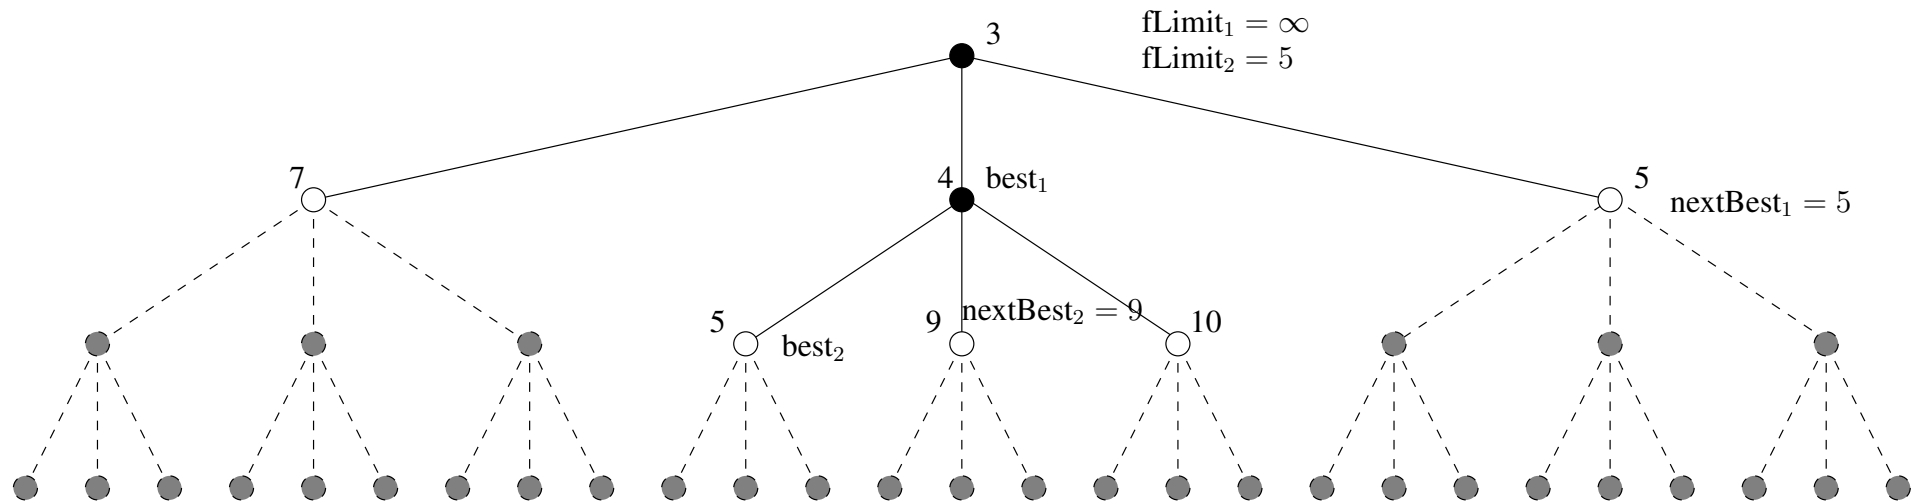 3
fLimit₁ = ∞
fLimit₂ = 5
7
4 best₁
5
nextBest₁ = 5
5
best₂
9
nextBest₂ = 9
10